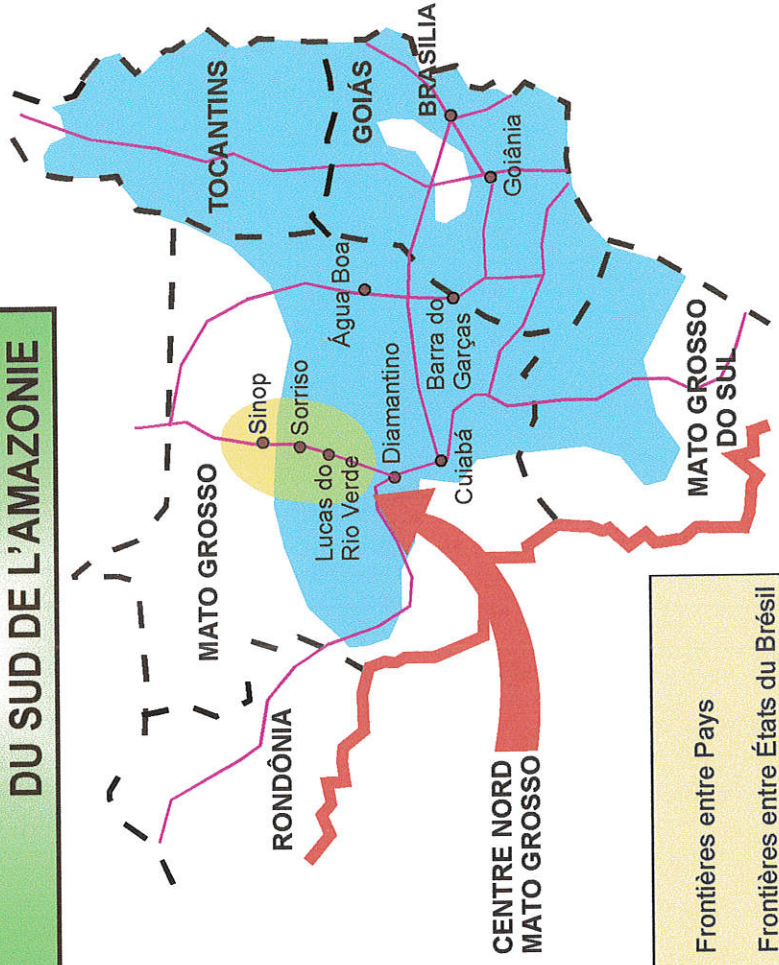 DU SUD DE L'AMAZONIE
TOCANTINS
GOIÁS
BRASILIA
Goiânia
Água Boa
Barra do
Garças
Sinop
Sorriso
Lucas do
Rio Verde
Diamantino
Cuiabá
MATO GROSSO
MATO GROSSO
DO SUL
RONDÔNIA
CENTRE NORD
MATO GROSSO
Frontières entre Pays
Frontières entre États du Brésil